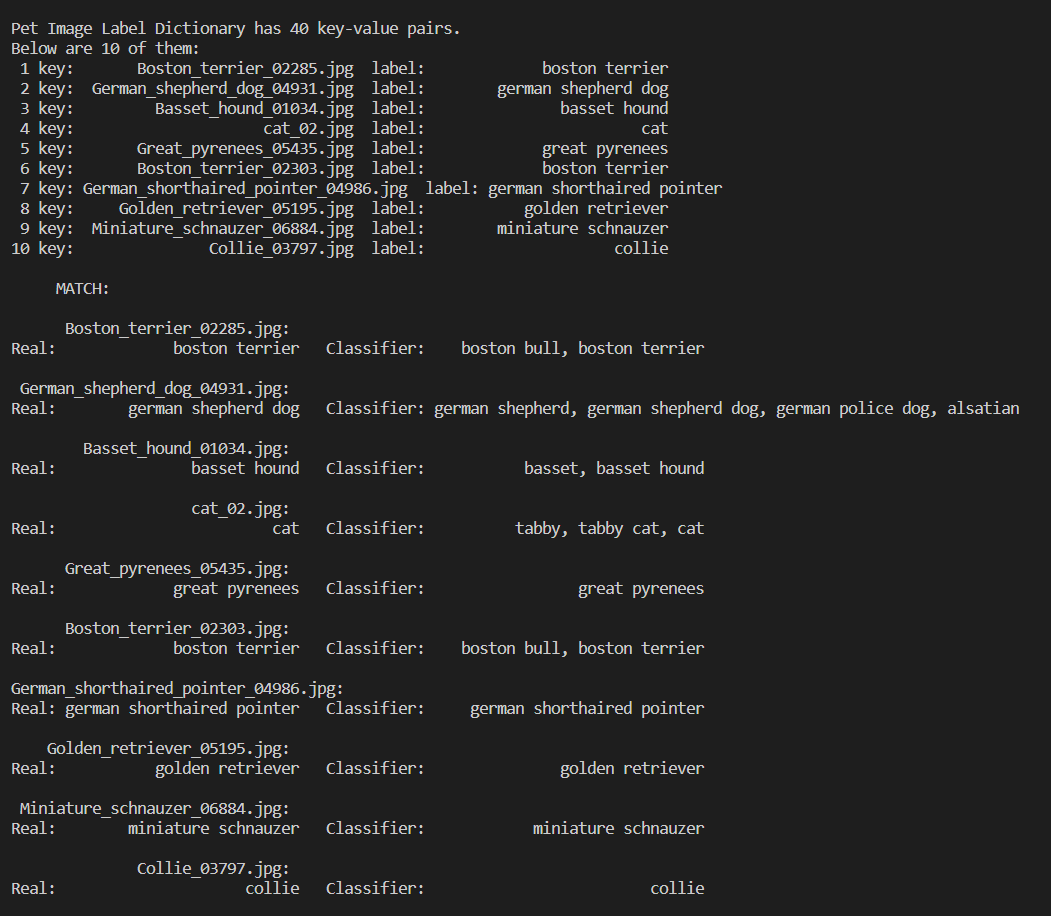 Pet Image Label Dictionary has 40 key-value pairs.
Below are 10 of them:
1 key: Boston_terrier_02285.jpg label: boston terrier
2 key: German_shepherd_dog_04931.jpg label: german shepherd dog
3 key: Basset_hound_01034.jpg label: basset hound
4 key: cat_02.jpg label: cat
5 key: Great_pyrenees_05435.jpg label: great pyrenees
6 key: Boston_terrier_02303.jpg label: boston terrier
7 key: German_shorthaired_pointer_04986.jpg label: german shorthaired pointer
8 key: Golden_retriever_05195.jpg label: golden retriever
9 key: Miniature_schnauzer_06884.jpg label: miniature schnauzer
10 key: Collie_03797.jpg label: collie
MATCH:
Boston_terrier_02285.jpg:
Real: boston terrier Classifier: boston bull, boston terrier
German_shepherd_dog_04931.jpg:
Real: german shepherd dog Classifier: german shepherd, german shepherd dog, german police dog, alsatian
Basset_hound_01034.jpg:
Real: basset hound Classifier: basset, basset hound
cat_02.jpg:
Real: cat Classifier: tabby, tabby cat, cat
Great_pyrenees_05435.jpg:
Real: great pyrenees Classifier: great pyrenees
Boston_terrier_02303.jpg:
Real: boston terrier Classifier: boston bull, boston terrier
German_shorthaired_pointer_04986.jpg:
Real: german shorthaired pointer Classifier: german shorthaired pointer
Golden_retriever_05195.jpg:
Real: golden retriever Classifier: golden retriever
Miniature_schnauzer_06884.jpg:
Real: miniature schnauzer Classifier: miniature schnauzer
Collie_03797.jpg:
Real: collie Classifier: collie